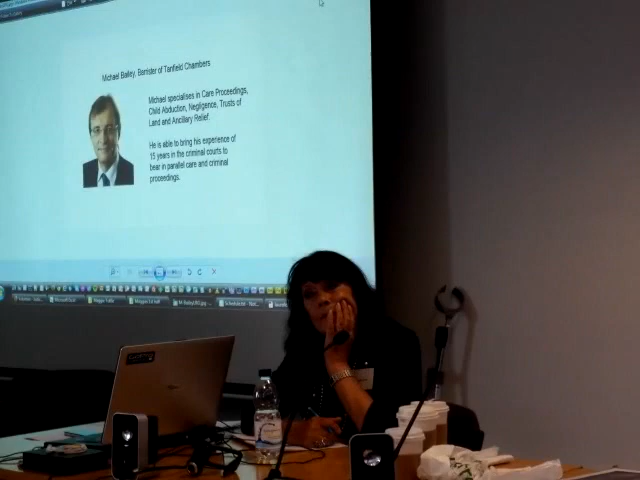 Michael Bailey, Barrister of Tanfield Chambers
Michael specialises in Care Proceedings,
Child Abduction, Negligence, Trusts of
Land and Ancillary Relief.
He is able to bring his experience of
15 years in the criminal courts to
bear in parallel care and criminal
proceedings.